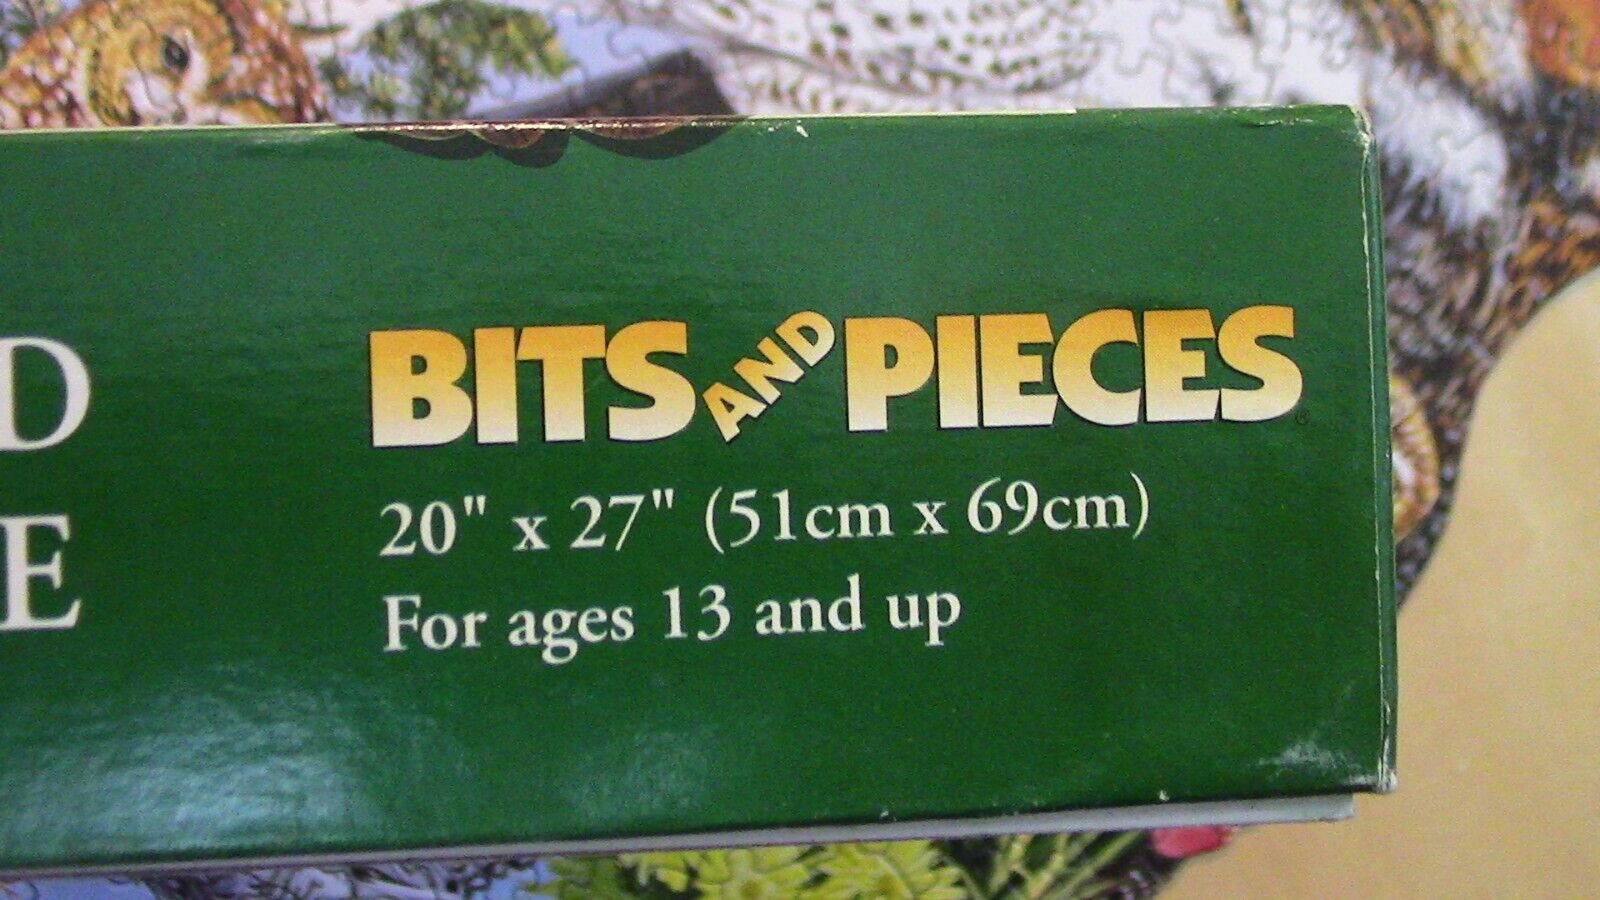 D
E
BITS AND PIECES®
20" x 27" (51cm x 69cm)
For ages 13 and up